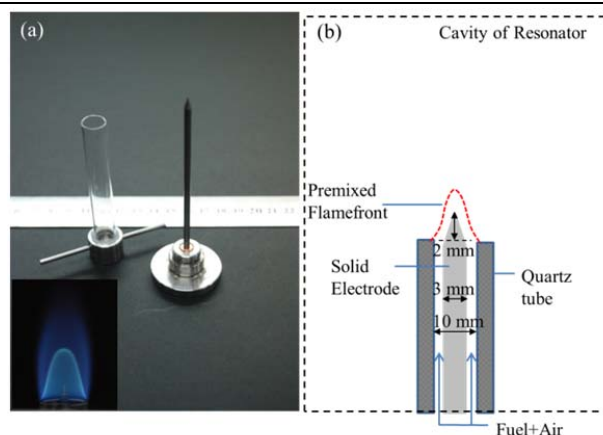 (a)
(b)
Cavity of Resonator
Premixed
Flamefront
2 mm
Solid
Electrode
3 mm
Quartz
tube
10 mm
Fuel+Air